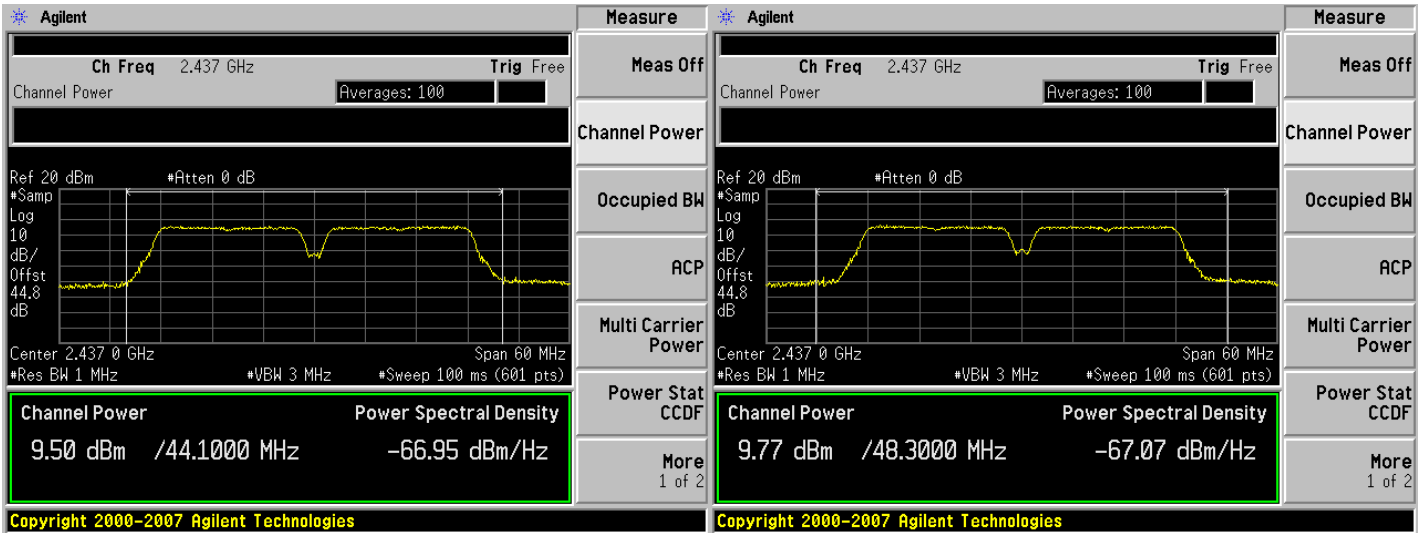 Agilent
Ch Freq 2.437 GHz Trig Free
Channel Power Averages: 100
Ref 20 dBm #Atten 0 dB
#Samp
Log
10
dB/
Offst
44.8
dB
Center 2.437 0 GHz Span 60 MHz
#Res BW 1 MHz #VBW 3 MHz #Sweep 100 ms (601 pts)
Channel Power Power Spectral Density
9.50 dBm /44.1000 MHz -66.95 dBm/Hz
Copyright 2000-2007 Agilent Technologies
Measure
Meas Off
Channel Power
Occupied BW
ACP
Multi Carrier
Power
Power Stat
CCDF
More
1 of 2
Agilent
Ch Freq 2.437 GHz Trig Free
Channel Power Averages: 100
Ref 20 dBm #Atten 0 dB
#Samp
Log
10
dB/
Offst
44.8
dB
Center 2.437 0 GHz Span 60 MHz
#Res BW 1 MHz #VBW 3 MHz #Sweep 100 ms (601 pts)
Channel Power Power Spectral Density
9.77 dBm /48.3000 MHz -67.07 dBm/Hz
Copyright 2000-2007 Agilent Technologies
Measure
Meas Off
Channel Power
Occupied BW
ACP
Multi Carrier
Power
Power Stat
CCDF
More
1 of 2